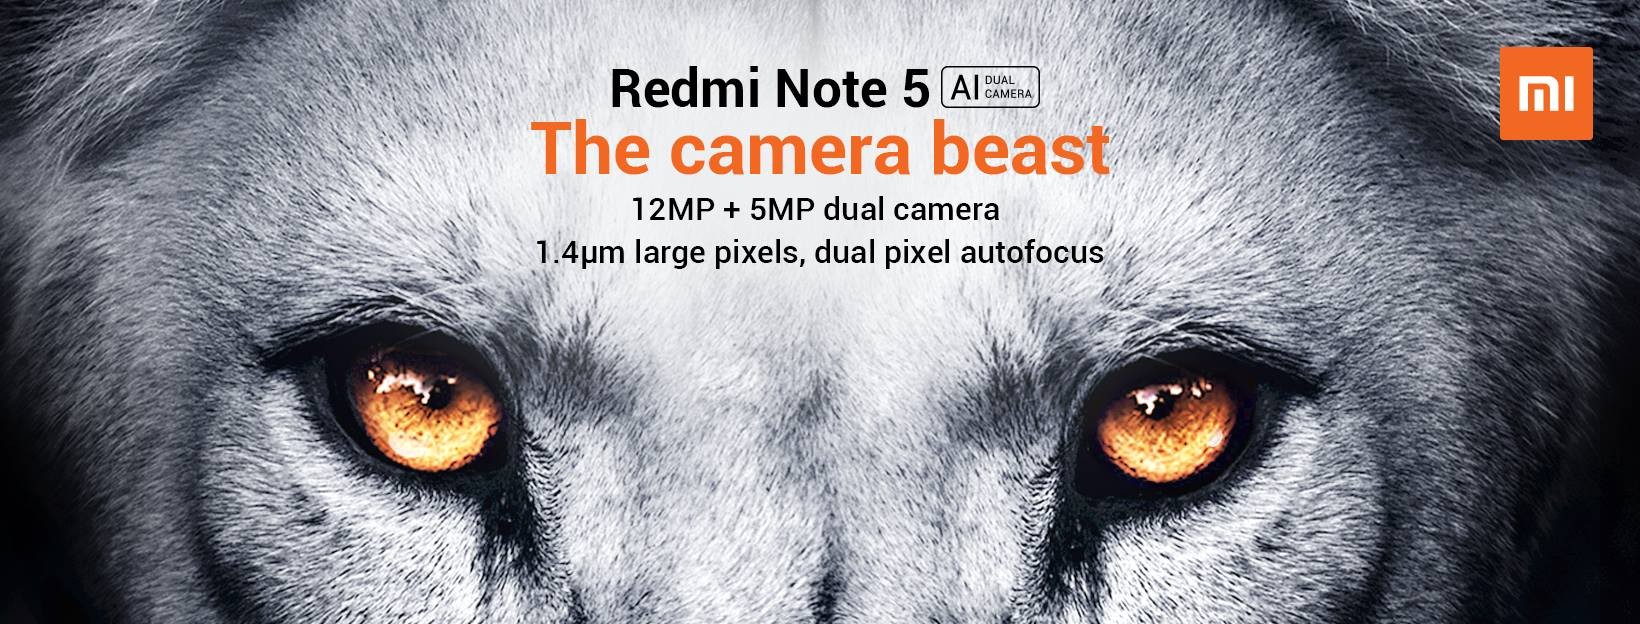 Redmi Note 5 AI DUAL CAMERA
The camera beast
12MP + 5MP dual camera
1.4µm large pixels, dual pixel autofocus
mi